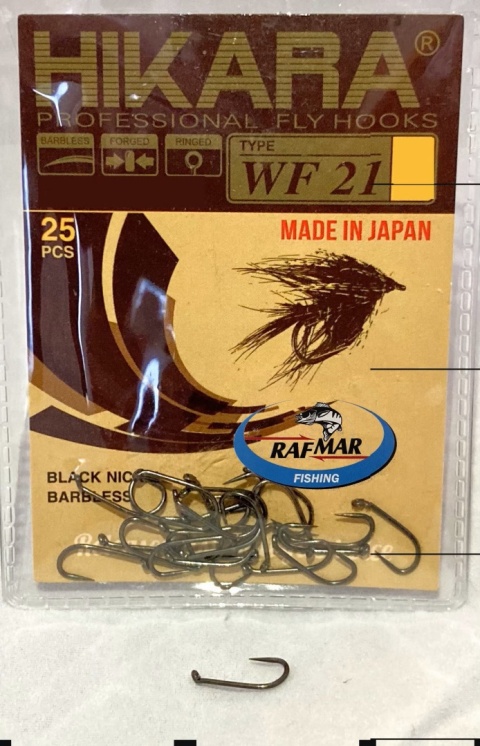 HIKARA®
PROFESSIONAL FLY HOOKS
BARBLESS FORGED RINGED
TYPE
WF 21
25
PCS
MADE IN JAPAN
RAFMAR
FISHING
BLACK
BARBLESS